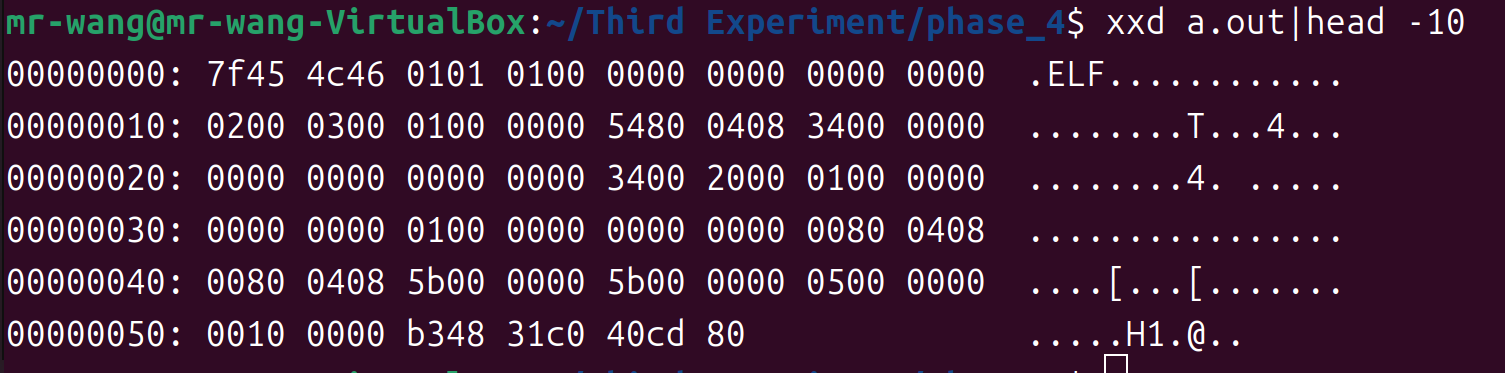 mr-wang@mr-wang-VirtualBox:~/Third Experiment/phase_4$ xxd a.out|head -10
00000000: 7f45 4c46 0101 0100 0000 0000 0000 0000  .ELF............
00000010: 0200 0300 0100 0000 5480 0408 3400 0000  ........T...4...
00000020: 0000 0000 0000 0000 3400 2000 0100 0000  ........4. .....
00000030: 0000 0000 0100 0000 0000 0000 0080 0408  ................
00000040: 0080 0408 5b00 0000 5b00 0000 0500 0000  ....[...[.......
00000050: 0010 0000 b348 31c0 40cd 80              .....H1.@..